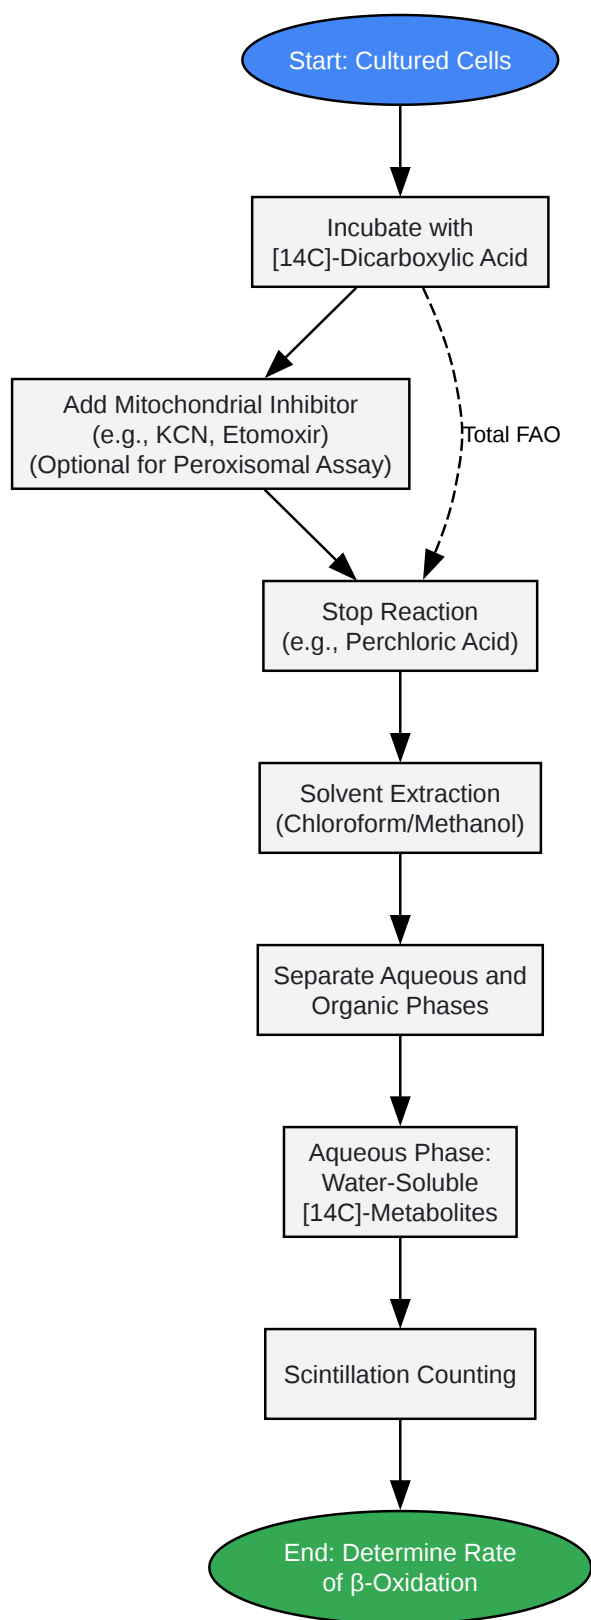 Start: Cultured Cells
Incubate with
[14C]-Dicarboxylic Acid
Add Mitochondrial Inhibitor
(e.g., KCN, Etomoxir)
(Optional for Peroxisomal Assay)
Total FAO
Stop Reaction
(e.g., Perchloric Acid)
Solvent Extraction
(Chloroform/Methanol)
Separate Aqueous and
Organic Phases
Aqueous Phase:
Water-Soluble
[14C]-Metabolites
Scintillation Counting
End: Determine Rate
of β-Oxidation